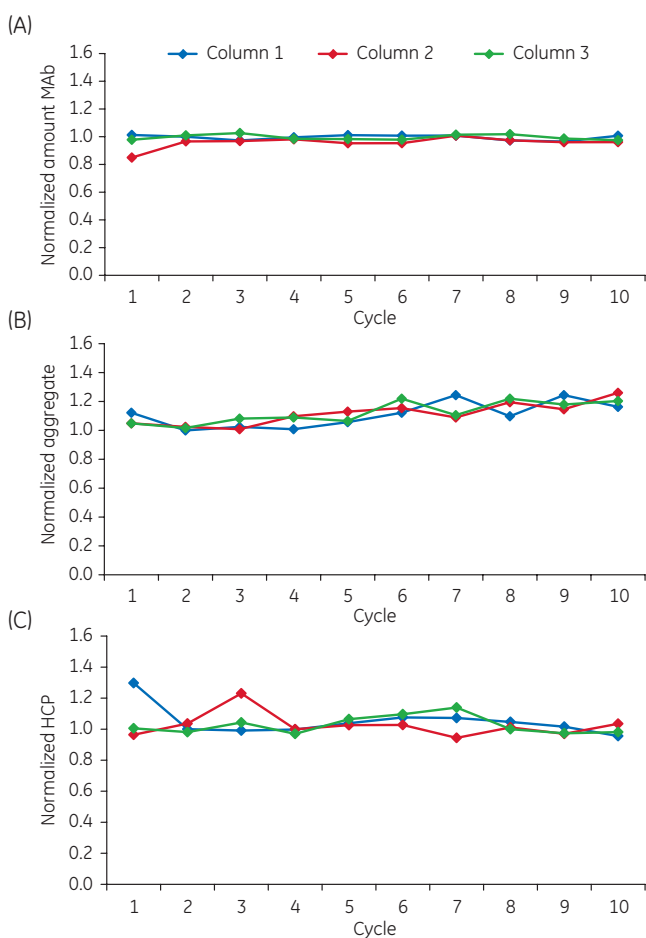 (A)
Column 1 Column 2 Column 3
Normalized amount MAb
1.6
1.4
1.2
1.0
0.8
0.6
0.4
0.2
0.0
1 2 3 4 5 6 7 8 9 10
Cycle
(B)
Normalized aggregate
1.6
1.4
1.2
1.0
0.8
0.6
0.4
0.2
0.0
1 2 3 4 5 6 7 8 9 10
Cycle
(C)
Normalized HCP
1.6
1.4
1.2
1.0
0.8
0.6
0.4
0.2
0.0
1 2 3 4 5 6 7 8 9 10
Cycle